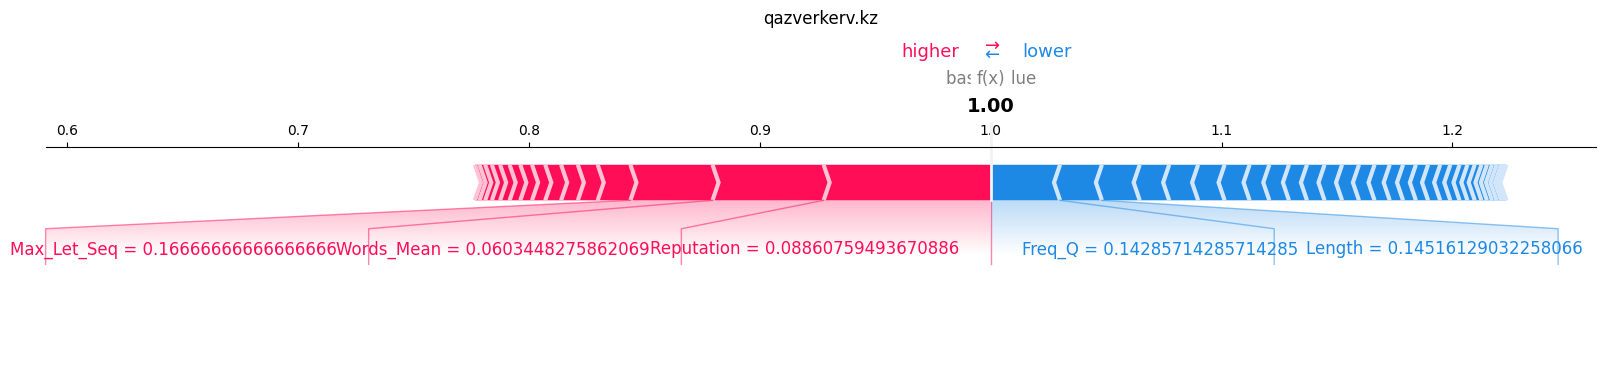 qazverkerv.kz
higher → ← lower
f(x) lue
1.00
0.6 0.7 0.8 0.9 1.0 1.1 1.2
Max_Let_Seq = 0.16666666666666666 Words_Mean = 0.0603448275862069 Reputation = 0.08860759493670886 Freq_Q = 0.14285714285714285 Length = 0.14516129032258066